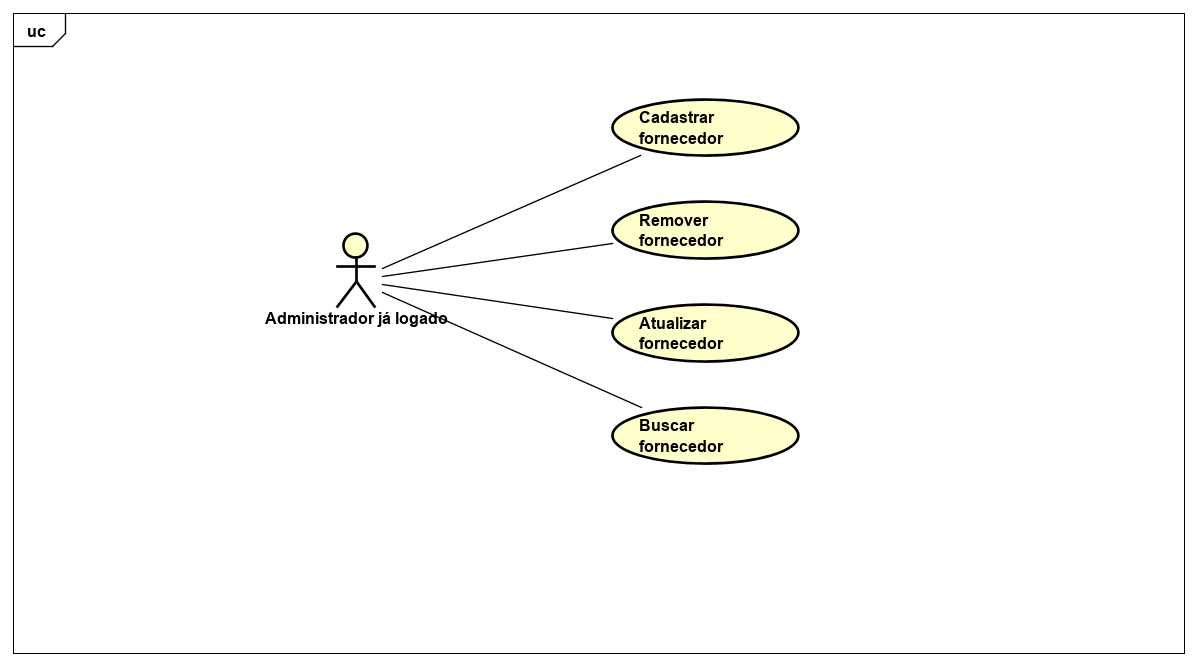 uc
Cadastrar
fornecedor
Remover
fornecedor
Administrador já logado
Atualizar
fornecedor
Buscar
fornecedor